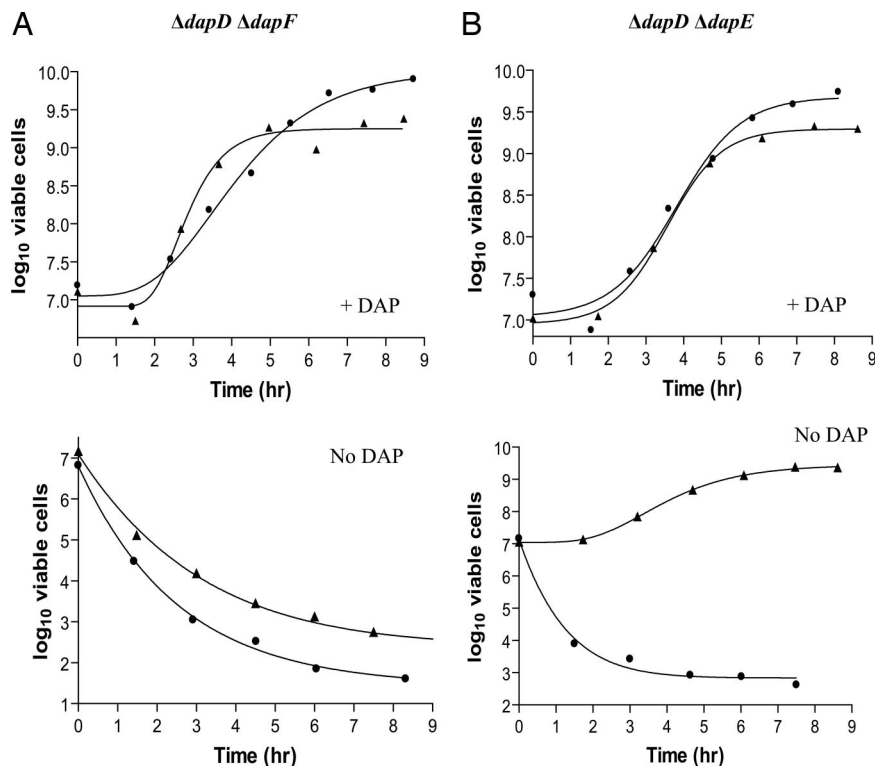 A
ΔdapD ΔdapF
log10 viable cells
10.0
9.5
9.0
8.5
8.0
7.5
7.0
+ DAP
0 1 2 3 4 5 6 7 8 9
Time (hr)
log10 viable cells
7
6
5
4
3
2
1
No DAP
0 1 2 3 4 5 6 7 8 9
Time (hr)
B
ΔdapD ΔdapE
log10 viable cells
10.0
9.5
9.0
8.5
8.0
7.5
7.0
+ DAP
0 1 2 3 4 5 6 7 8 9
Time (hr)
No DAP
log10 viable cells
10
9
8
7
6
5
4
3
2
0 1 2 3 4 5 6 7 8 9
Time (hr)